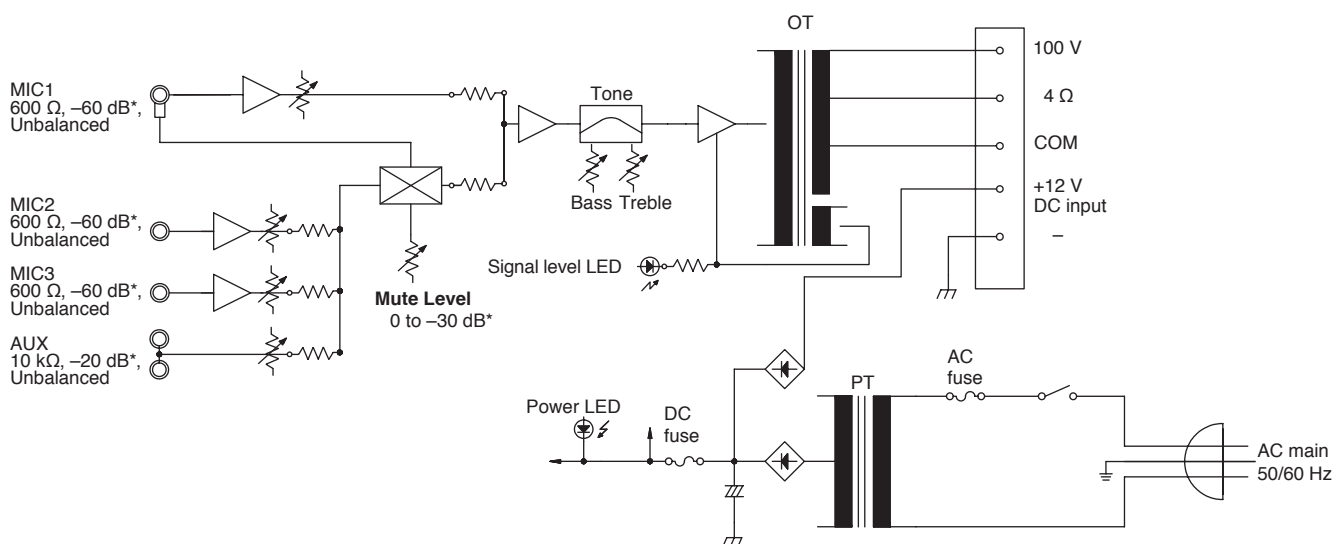 MIC1
600 Ω, –60 dB*,
Unbalanced
MIC2
600 Ω, –60 dB*,
Unbalanced
MIC3
600 Ω, –60 dB*,
Unbalanced
AUX
10 kΩ, –20 dB*,
Unbalanced
Mute Level
0 to –30 dB*
Tone
Bass Treble
Signal level LED
OT
100 V
4 Ω
COM
+12 V
DC input
–
Power LED
DC
fuse
PT
AC
fuse
AC main
50/60 Hz